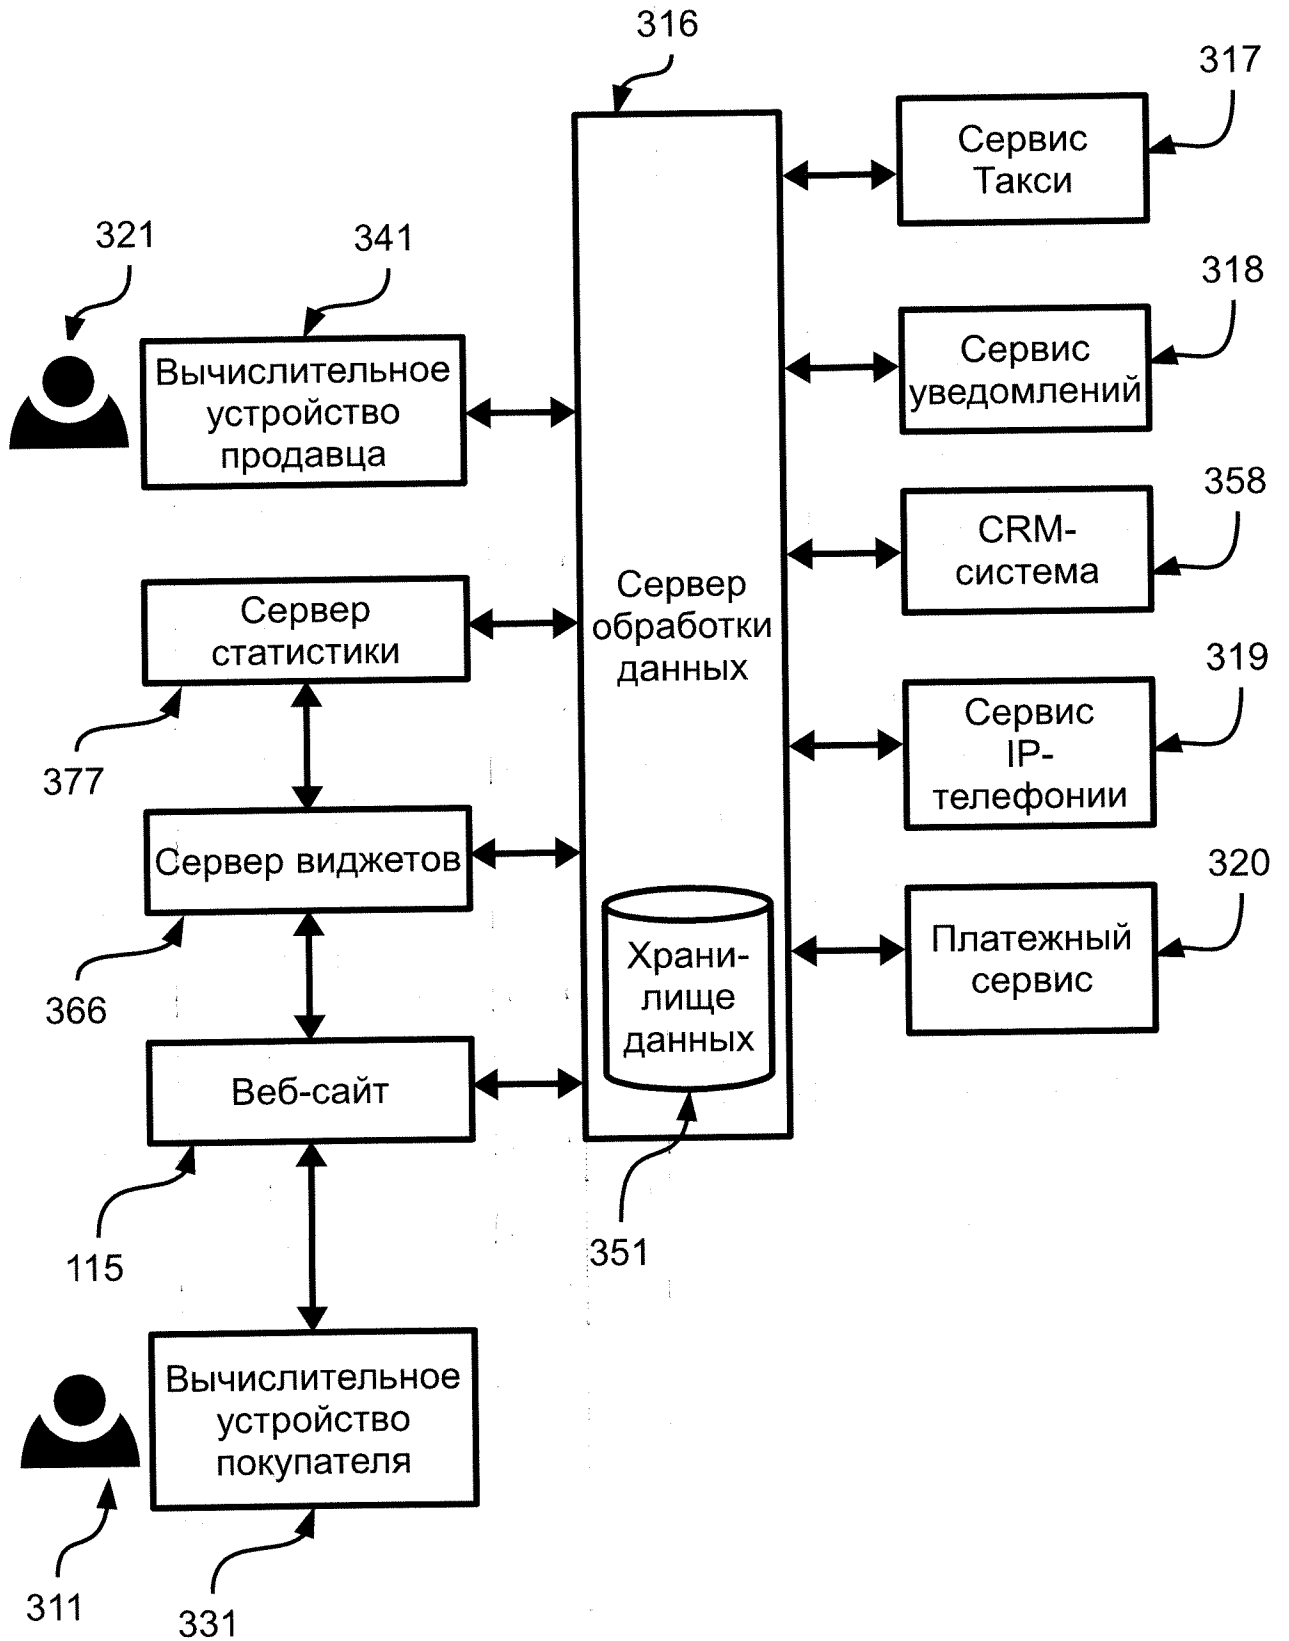 316
317
Сервис
Такси
321
341
318
Сервис
уведомлений
Вычислительное
устройство
продавца
358
CRM-
система
Сервер
статистики
Сервер
обработки
данных
319
Сервис
IP-
телефонии
377
Сервер виджетов
320
Платежный
сервис
Храни-
лище
данных
366
Веб-сайт
351
115
Вычислительное
устройство
покупателя
311
331